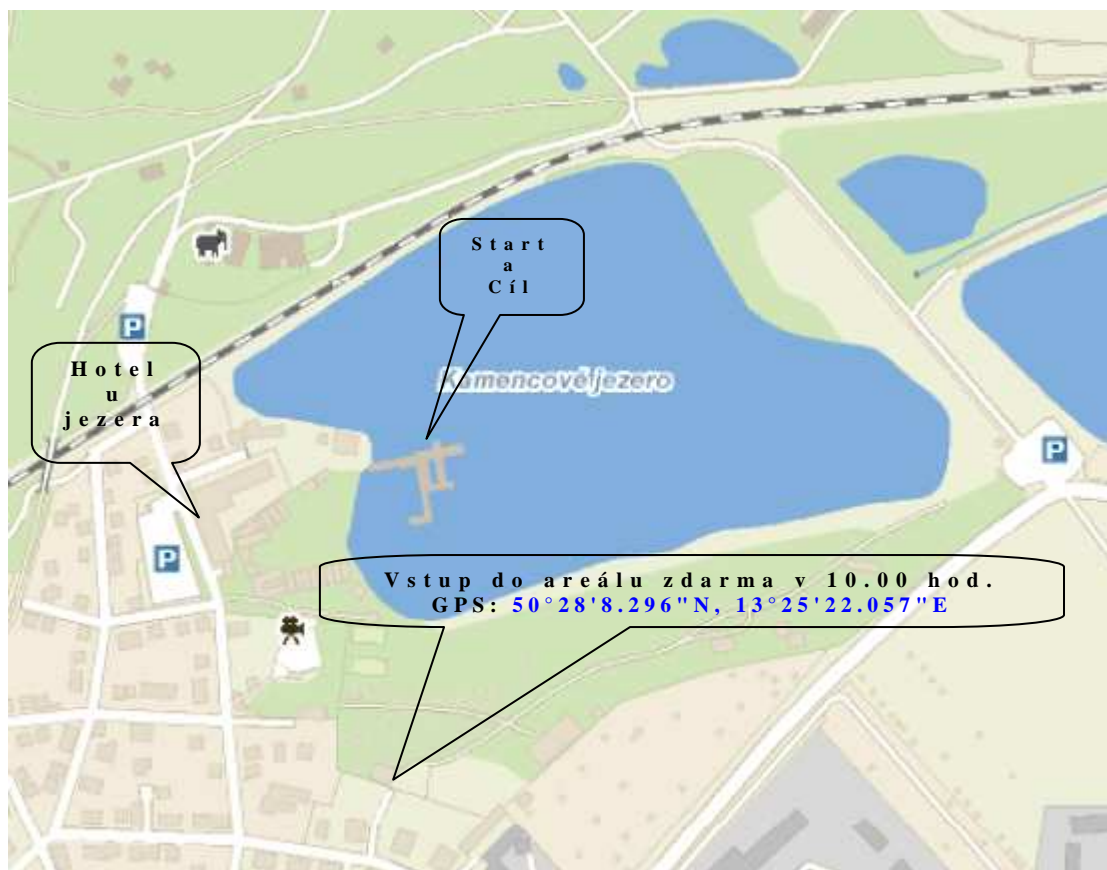 Start
a
Cíl
Hotel
u
jezera
P
Kamencové jezero
P
P
Vstup do areálu zdarma v 10.00 hod.
GPS: 50°28'8.296"N, 13°25'22.057"E